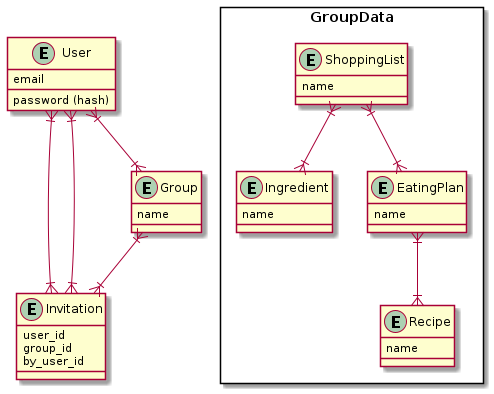 GroupData
E User
email
password (hash)
E ShoppingList
name
E Group
name
E Ingredient
name
E EatingPlan
name
E Invitation
user_id
group_id
by_user_id
E Recipe
name